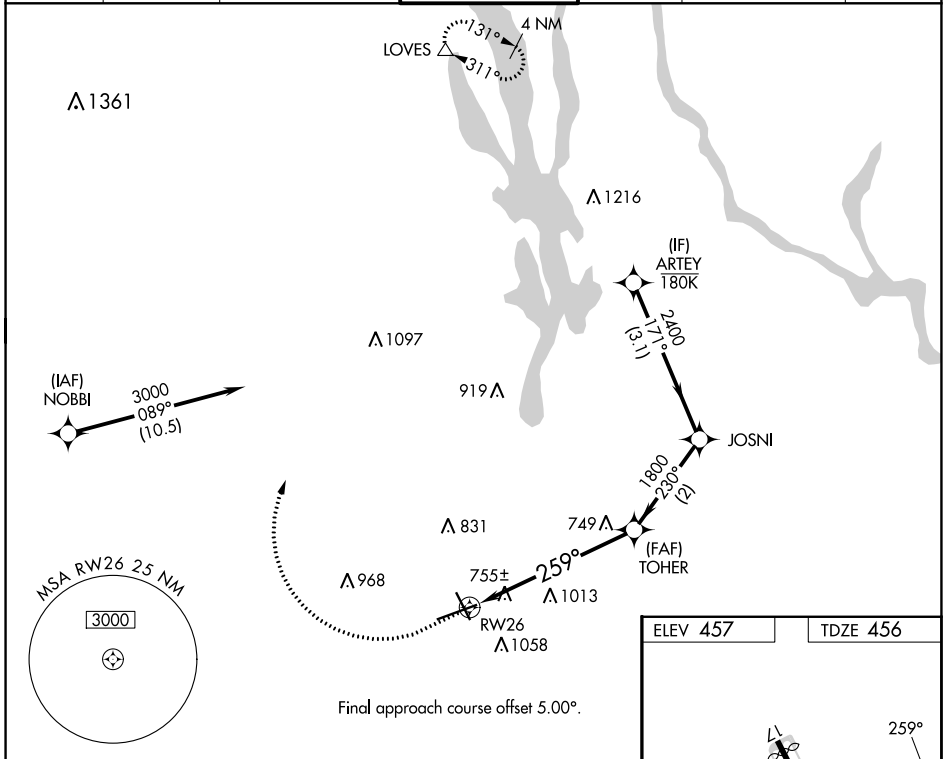 4 NM
131°
LOVES
311°
1361
1216
(IF)
ARTEY
180K
2400
171°
(3.1)
1097
919
(IAF)
NOBBI
3000
089°
(10.5)
JOSNI
1800
230°
(2)
831
749
(FAF)
TOHER
259°
968
755±
1013
RW26
1058
MSA RW26 25 NM
3000
ELEV 457
TDZE 456
Final approach course offset 5.00°.
17
259°